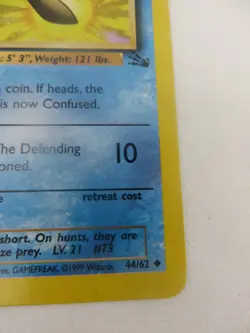 : 5' 3", Weight: 121 lbs.
coin. If heads, the
is now Confused.
The Defending
oned.
10
retreat cost
short. On hunts, they are
ze prey. LV. 21 #73
GAMEFREAK. ©1999 Wizards.
44/62 ◆